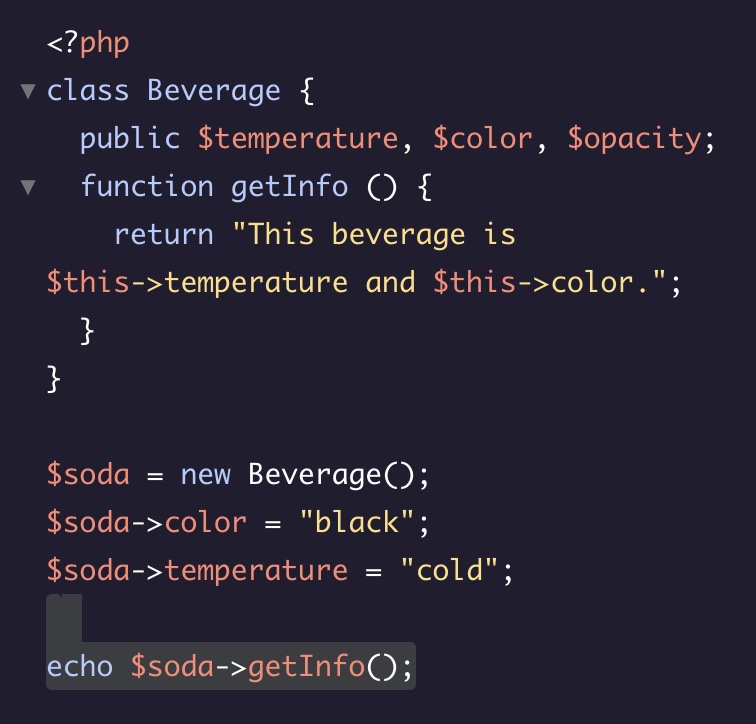 <?php
class Beverage {
  public $temperature, $color, $opacity;
  function getInfo () {
    return "This beverage is
$this->temperature and $this->color.";
  }
}

$soda = new Beverage();
$soda->color = "black";
$soda->temperature = "cold";

echo $soda->getInfo();